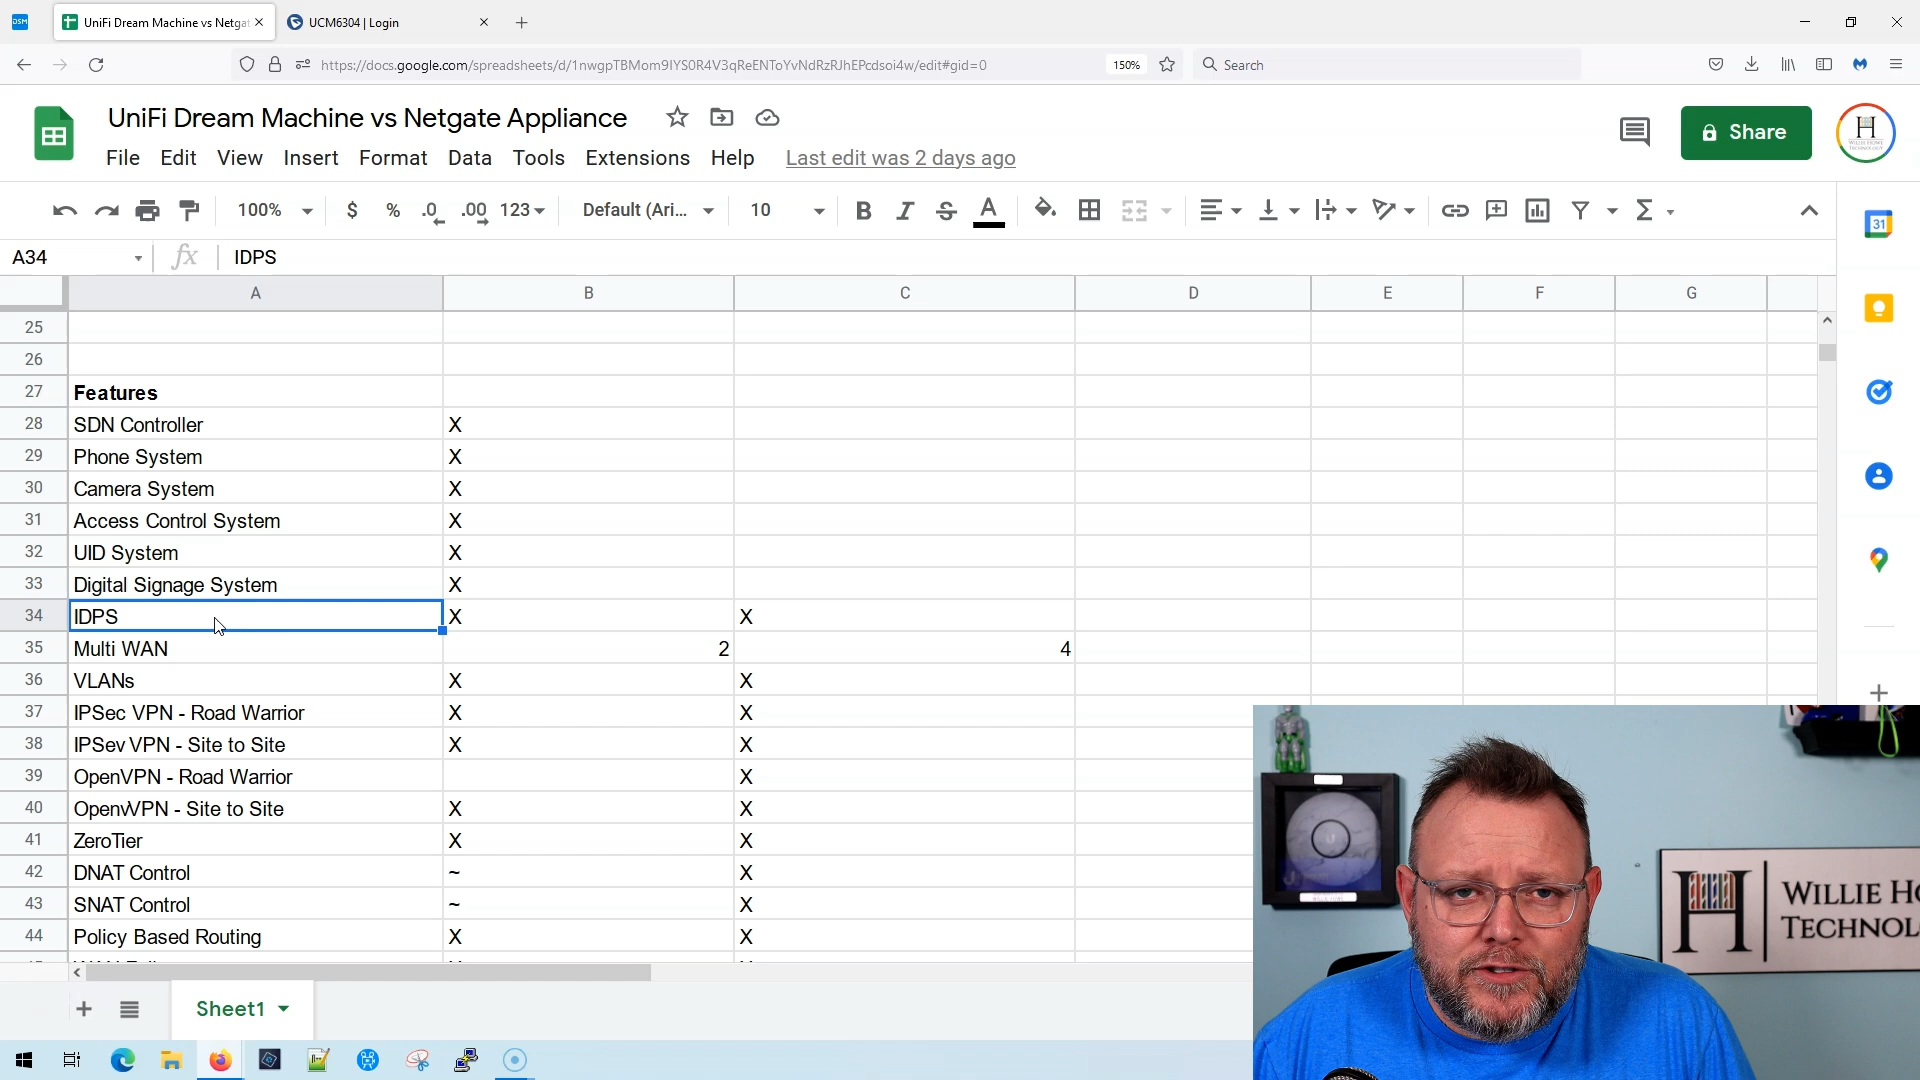 DSM
UniFi Dream Machine vs Netgat
UCM6304 | Login
https://docs.google.com/spreadsheets/d/1nwgpTBMom9IYS0R4V3qReENToYvNdRzRJhEPcdsoi4w/edit#gid=0
150%
Search
UniFi Dream Machine vs Netgate Appliance
File Edit View Insert Format Data Tools Extensions Help Last edit was 2 days ago
Share
H
100% $ % .0 .00 123 Default (Ari... 10 B I S A
31
A34 fx IDPS
A B C D E F G
25
26
27 Features
28 SDN Controller X
29 Phone System X
30 Camera System X
31 Access Control System X
32 UID System X
33 Digital Signage System X
34 IDPS X X
35 Multi WAN 2 4
36 VLANs X X
37 IPSec VPN - Road Warrior X X
38 IPSev VPN - Site to Site X X
39 OpenVPN - Road Warrior X
40 OpenVPN - Site to Site X X
41 ZeroTier X X
42 DNAT Control ~ X
43 SNAT Control ~ X
44 Policy Based Routing X X
H
WILLIE HO
TECHNOL
Sheet1